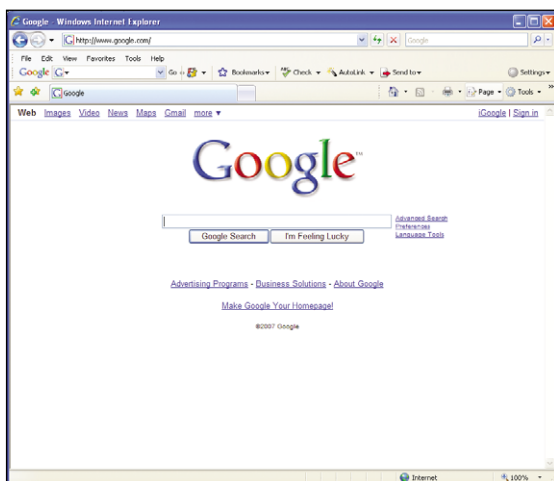 Google - Windows Internet Explorer
http://www.google.com/ Google
File Edit View Favorites Tools Help
Google G Go Bookmarks Check AutoLink Send to Settings
Google Page Tools »
Web Images Video News Maps Gmail more ▼ iGoogle | Sign in
Google™
Advanced Search
Preferences
Language Tools
Google Search I'm Feeling Lucky
Advertising Programs - Business Solutions - About Google
Make Google Your Homepage!
©2007 Google
Internet 100%